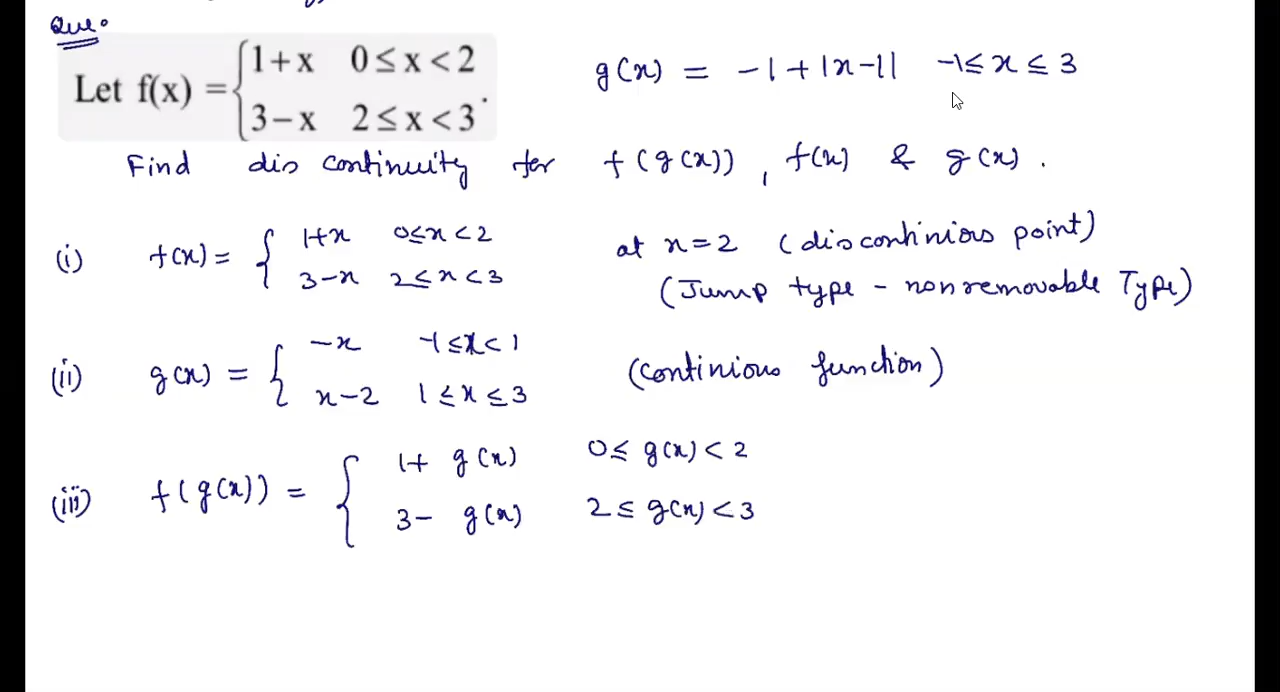 Que.
Let f(x) = { 1+x 0≤x<2
3−x 2≤x<3 .
g(x) = −1+|x−1| −1≤x≤3
Find dis continuity for f(g(x)), f(x) & g(x).
(i) f(x) = { 1+x 0≤x<2
3−x 2≤x<3
at x=2 (discontinious point)
(Jump type - nonremovable Type)
(ii) g(x) = { −x −1≤x<1
x−2 1≤x≤3
(continious function)
(iii) f(g(x)) = { 1+ g(x) 0≤ g(x)< 2
3− g(x) 2≤ g(x)<3